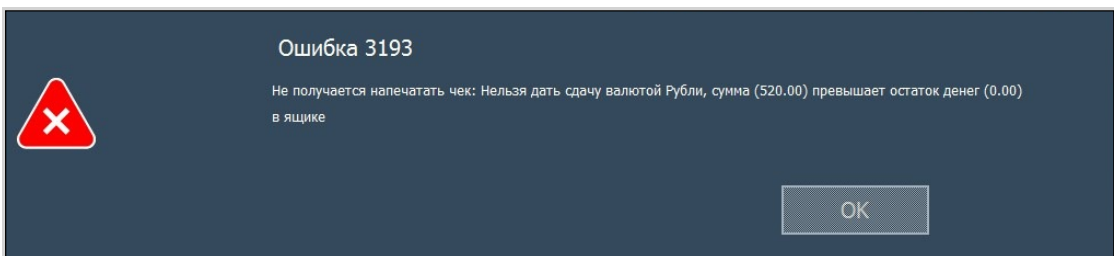 Ошибка 3193
Не получается напечатать чек: Нельзя дать сдачу валютой Рубли, сумма (520.00) превышает остаток денег (0.00)
в ящике
OK